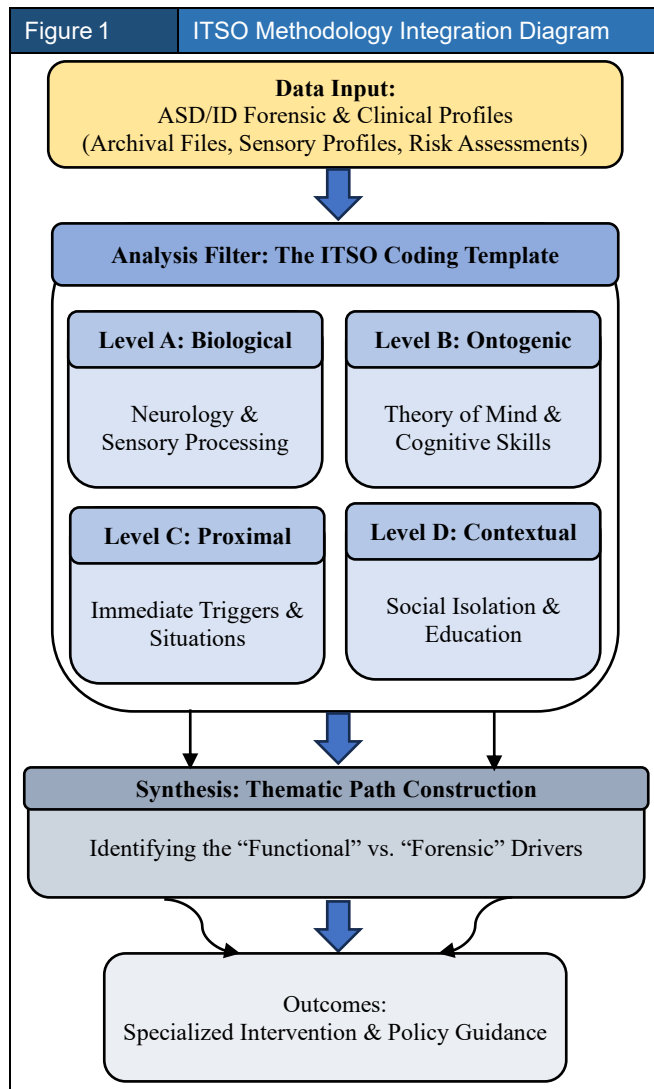 Figure 1 ITSO Methodology Integration Diagram
Data Input:
ASD/ID Forensic & Clinical Profiles
(Archival Files, Sensory Profiles, Risk Assessments)
Analysis Filter: The ITSO Coding Template
Level A: Biological
Neurology &
Sensory Processing
Level B: Ontogenic
Theory of Mind &
Cognitive Skills
Level C: Proximal
Immediate Triggers &
Situations
Level D: Contextual
Social Isolation &
Education
Synthesis: Thematic Path Construction
Identifying the “Functional” vs. “Forensic” Drivers
Outcomes:
Specialized Intervention & Policy Guidance